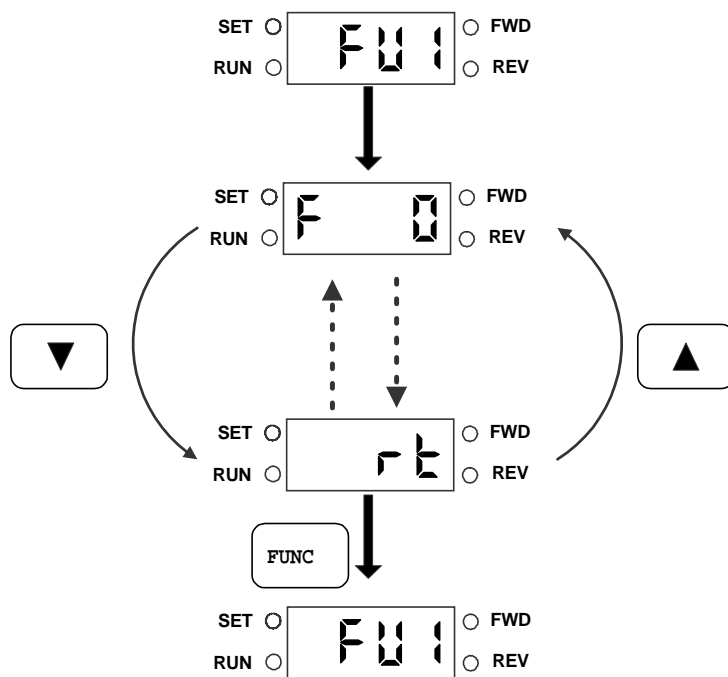 SET FU1 FWD
RUN REV
SET F 0 FWD
RUN REV
▼ ▲
SET rt FWD
RUN REV
FUNC
SET FU1 FWD
RUN REV